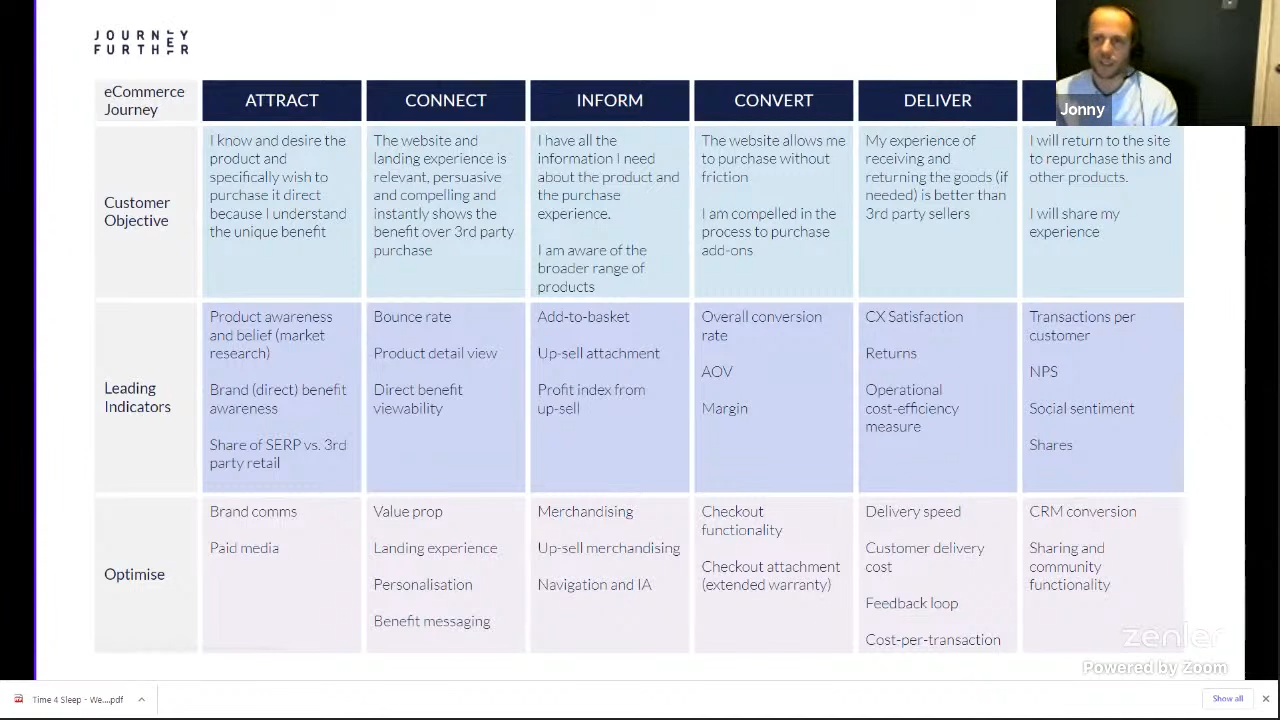 JOURNEY
FURTHER
eCommerce
Journey
ATTRACT
CONNECT
INFORM
CONVERT
DELIVER
Jonny
Customer
Objective
I know and desire the
product and
specifically wish to
purchase it direct
because I understand
the unique benefit
The website and
landing experience is
relevant, persuasive
and compelling and
instantly shows the
benefit over 3rd party
purchase
I have all the
information I need
about the product and
the purchase
experience.
I am aware of the
broader range of
products
The website allows me
to purchase without
friction
I am compelled in the
process to purchase
add-ons
My experience of
receiving and
returning the goods (if
needed) is better than
3rd party sellers
I will return to the site
to repurchase this and
other products.
I will share my
experience
Leading
Indicators
Product awareness
and belief (market
research)
Brand (direct) benefit
awareness
Share of SERP vs. 3rd
party retail
Bounce rate
Product detail view
Direct benefit
viewability
Add-to-basket
Up-sell attachment
Profit index from
up-sell
Overall conversion
rate
AOV
Margin
CX Satisfaction
Returns
Operational
cost-efficiency
measure
Transactions per
customer
NPS
Social sentiment
Shares
Optimise
Brand comms
Paid media
Value prop
Landing experience
Personalisation
Benefit messaging
Merchandising
Up-sell merchandising
Navigation and IA
Checkout
functionality
Checkout attachment
(extended warranty)
Delivery speed
Customer delivery
cost
Feedback loop
Cost-per-transaction
CRM conversion
Sharing and
community
functionality
zenler
Powered by Zoom
Time 4 Sleep - We....pdf
Show all